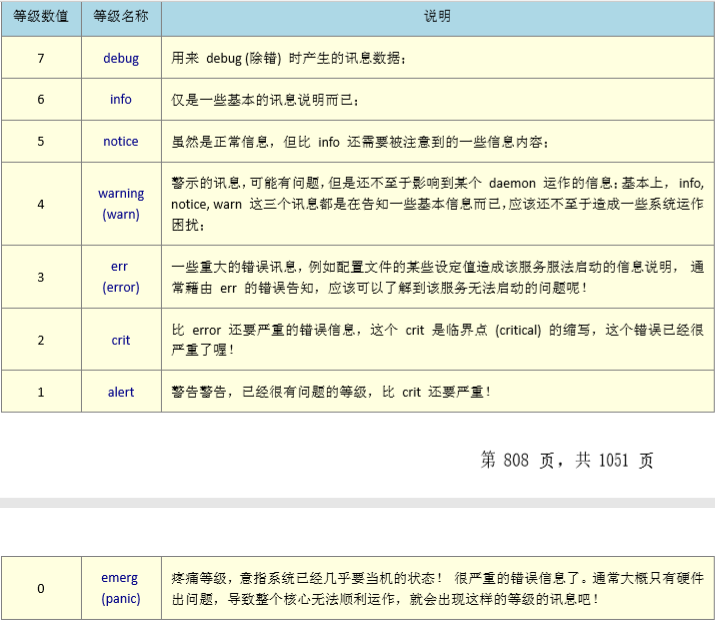 等级数值 等级名称 说明
7 debug 用来 debug (除错) 时产生的讯息数据；
6 info 仅是一些基本的讯息说明而已；
5 notice 虽然是正常信息，但比 info 还需要被注意到的一些信息内容；
4 warning (warn) 警示的讯息，可能有问题，但是还不至于影响到某个 daemon 运作的信息；基本上，info,
notice, warn 这三个讯息都是在告知一些基本信息而已，应该还不至于造成一些系统运作
困扰；
3 err (error) 一些重大的错误讯息，例如配置文件的某些设定值造成该服务服法启动的信息说明， 通
常藉由 err 的错误告知，应该可以了解到该服务无法启动的问题呢！
2 crit 比 error 还要严重的错误信息，这个 crit 是临界点 (critical) 的缩写，这个错误已经很
严重了喔！
1 alert 警告警告，已经很有问题的等级，比 crit 还要严重！
第 808 页，共 1051 页
0 emerg (panic) 疼痛等级，意指系统已经几乎要当机的状态！ 很严重的错误信息了。通常大概只有硬件
出问题，导致整个核心无法顺利运作，就会出现这样的等级的讯息吧！